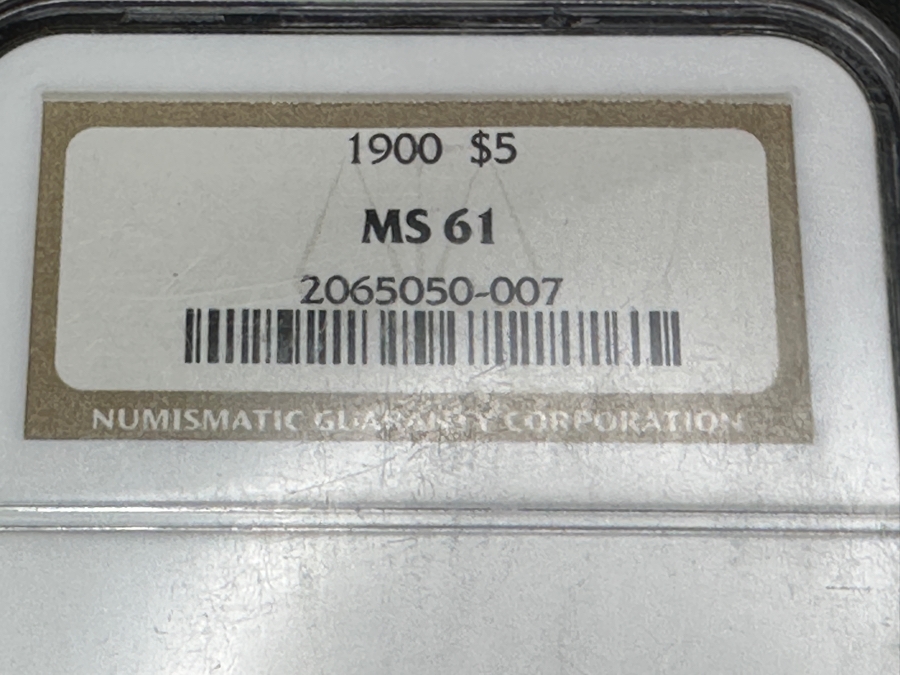 1900 $5
MS 61
2065050-007
NUMISMATIC GUARANTY CORPORATION